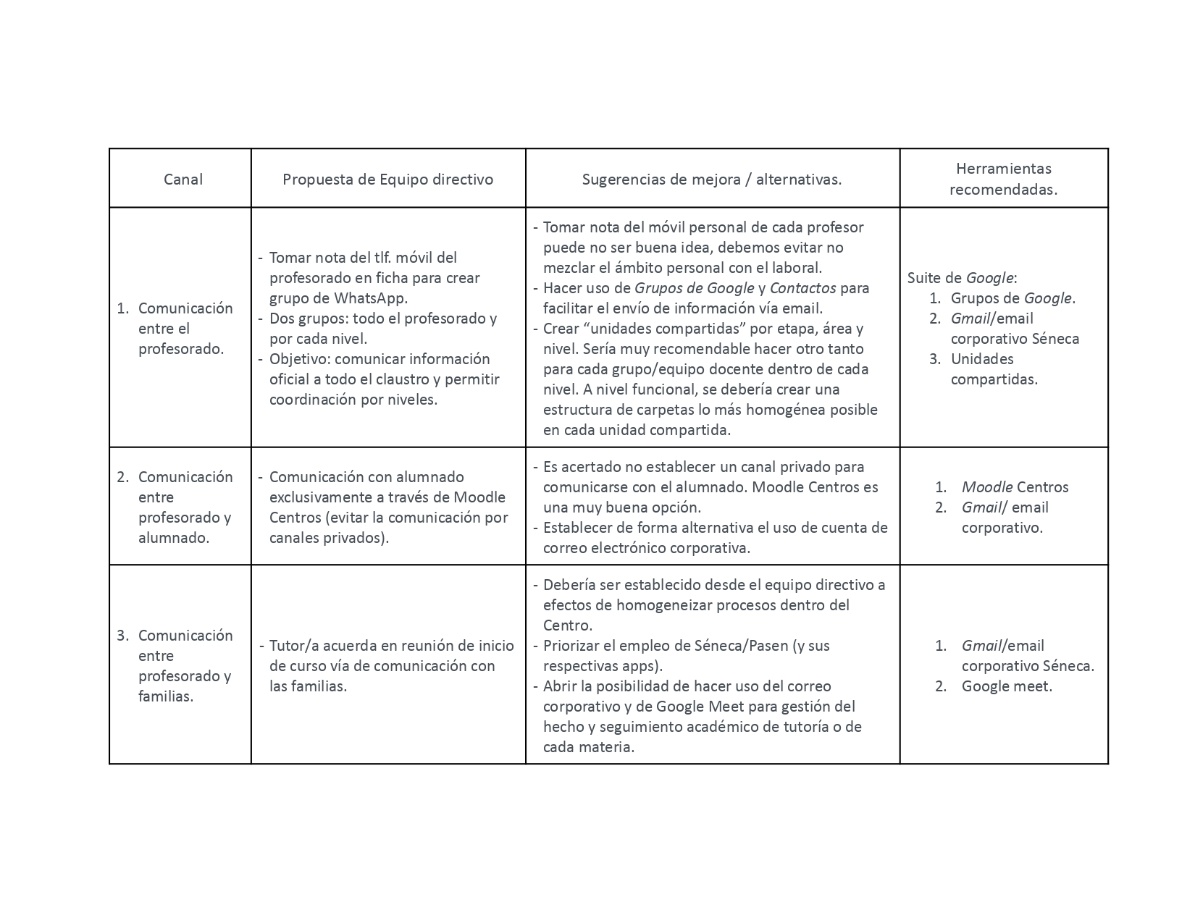 Canal
Propuesta de Equipo directivo
Sugerencias de mejora / alternativas.
Herramientas
recomendadas.
1. Comunicación
entre el
profesorado.
- Tomar nota del tlf. móvil del
profesorado en ficha para crear
grupo de WhatsApp.
- Dos grupos: todo el profesorado y
por cada nivel.
- Objetivo: comunicar información
oficial a todo el claustro y permitir
coordinación por niveles.
- Tomar nota del móvil personal de cada profesor
puede no ser buena idea, debemos evitar no
mezclar el ámbito personal con el laboral.
- Hacer uso de Grupos de Google y Contactos para
facilitar el envío de información vía email.
- Crear “unidades compartidas” por etapa, área y
nivel. Sería muy recomendable hacer otro tanto
para cada grupo/equipo docente dentro de cada
nivel. A nivel funcional, se debería crear una
estructura de carpetas lo más homogénea posible
en cada unidad compartida.
Suite de Google:
1. Grupos de Google.
2. Gmail/email
corporativo Séneca
3. Unidades
compartidas.
2. Comunicación
entre
profesorado y
alumnado.
- Comunicación con alumnado
exclusivamente a través de Moodle
Centros (evitar la comunicación por
canales privados).
- Es acertado no establecer un canal privado para
comunicarse con el alumnado. Moodle Centros es
una muy buena opción.
- Establecer de forma alternativa el uso de cuenta de
correo electrónico corporativa.
1. Moodle Centros
2. Gmail/ email
corporativo.
3. Comunicación
entre
profesorado y
familias.
- Tutor/a acuerda en reunión de inicio
de curso vía de comunicación con
las familias.
- Debería ser establecido desde el equipo directivo a
efectos de homogeneizar procesos dentro del
Centro.
- Priorizar el empleo de Séneca/Pasen (y sus
respectivas apps).
- Abrir la posibilidad de hacer uso del correo
corporativo y de Google Meet para gestión del
hecho y seguimiento académico de tutoría o de
cada materia.
1. Gmail/email
corporativo Séneca.
2. Google meet.